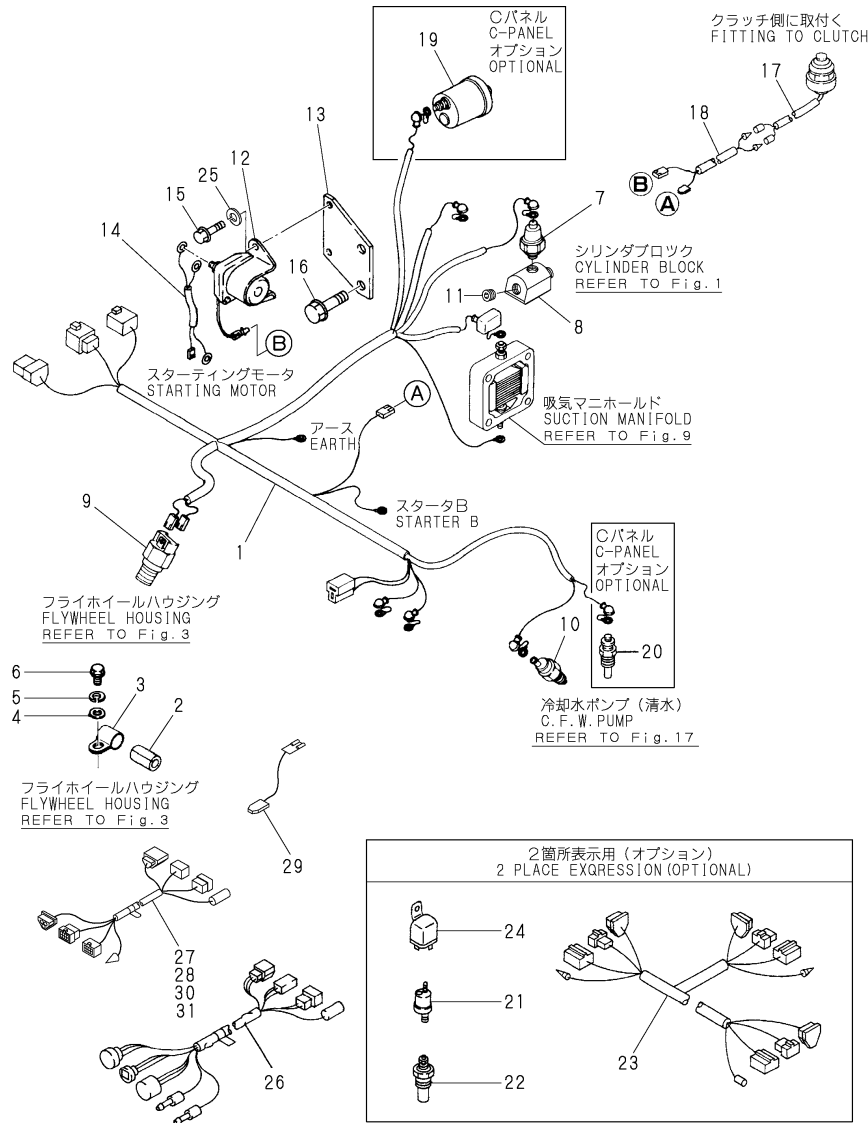 Cパネル
C-PANEL
オプション
OPTIONAL
19
クラッチ側に取付く
FITTING TO CLUTCH
17
18
B
A
13
12
25
15
14
16
7
シリンダブロック
CYLINDER BLOCK
REFER TO Fig.1
11
8
B
スターティングモータ
STARTING MOTOR
A
吸気マニホールド
SUCTION MANIFOLD
REFER TO Fig.9
アース
EARTH
スタータB
STARTER B
9
1
Cパネル
C-PANEL
オプション
OPTIONAL
フライホイールハウジング
FLYWHEEL HOUSING
REFER TO Fig.3
10
20
冷却水ポンプ (清水)
C.F.W.PUMP
REFER TO Fig.17
6
5
4
3
2
フライホイールハウジング
FLYWHEEL HOUSING
REFER TO Fig.3
29
27
28
30
31
26
2箇所表示用 (オプション)
2 PLACE EXQRESSION(OPTIONAL)
24
21
22
23